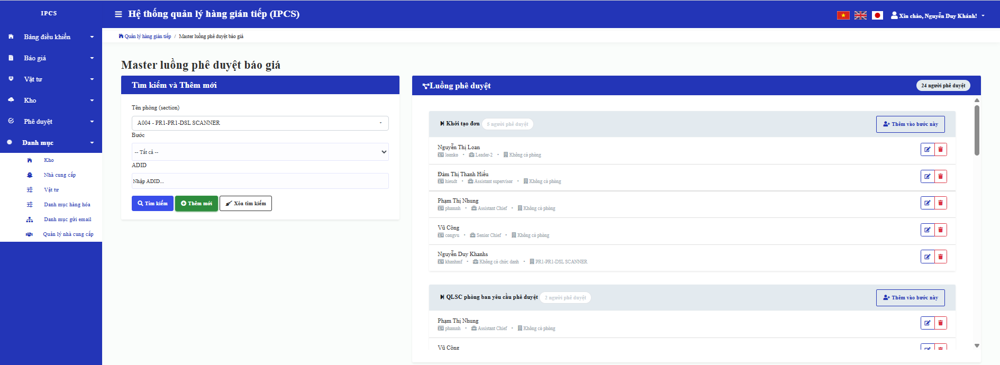 IPCS
Hệ thống quản lý hàng gián tiếp (IPCS)
Xin chào, Nguyễn Duy Khánh!
Bảng điều khiển
Báo giá
Vật tư
Kho
Phê duyệt
Danh mục
Kho
Nhà cung cấp
Vật tư
Danh mục hàng hóa
Danh mục gửi email
Quản lý nhà cung cấp
Quản lý hàng gián tiếp / Master luồng phê duyệt báo giá
Master luồng phê duyệt báo giá
Tìm kiếm và Thêm mới
Tên phòng (section)
A004 - PR1-PR1-DSL SCANNER
Bước
-- Tất cả --
ADID
Nhập ADID...
Tìm kiếm
Thêm mới
Xóa tìm kiếm
Luồng phê duyệt
24 người phê duyệt
Khởi tạo đơn 5 người phê duyệt
Thêm vào bước này
Nguyễn Thị Loan
loanko • Leader-2 • Không có phòng
Đàm Thị Thanh Hiếu
hieudt • Assistant supervisor • Không có phòng
Phạm Thị Nhung
phamnh • Assistant Chief • Không có phòng
Vũ Công
congvu • Senior Chief • Không có phòng
Nguyễn Duy Khanhs
khanhmf • Không có chức danh • PR1-PR1-DSL SCANNER
QLSC phòng ban yêu cầu phê duyệt 2 người phê duyệt
Thêm vào bước này
Phạm Thị Nhung
phamnh • Assistant Chief • Không có phòng
Vũ Công